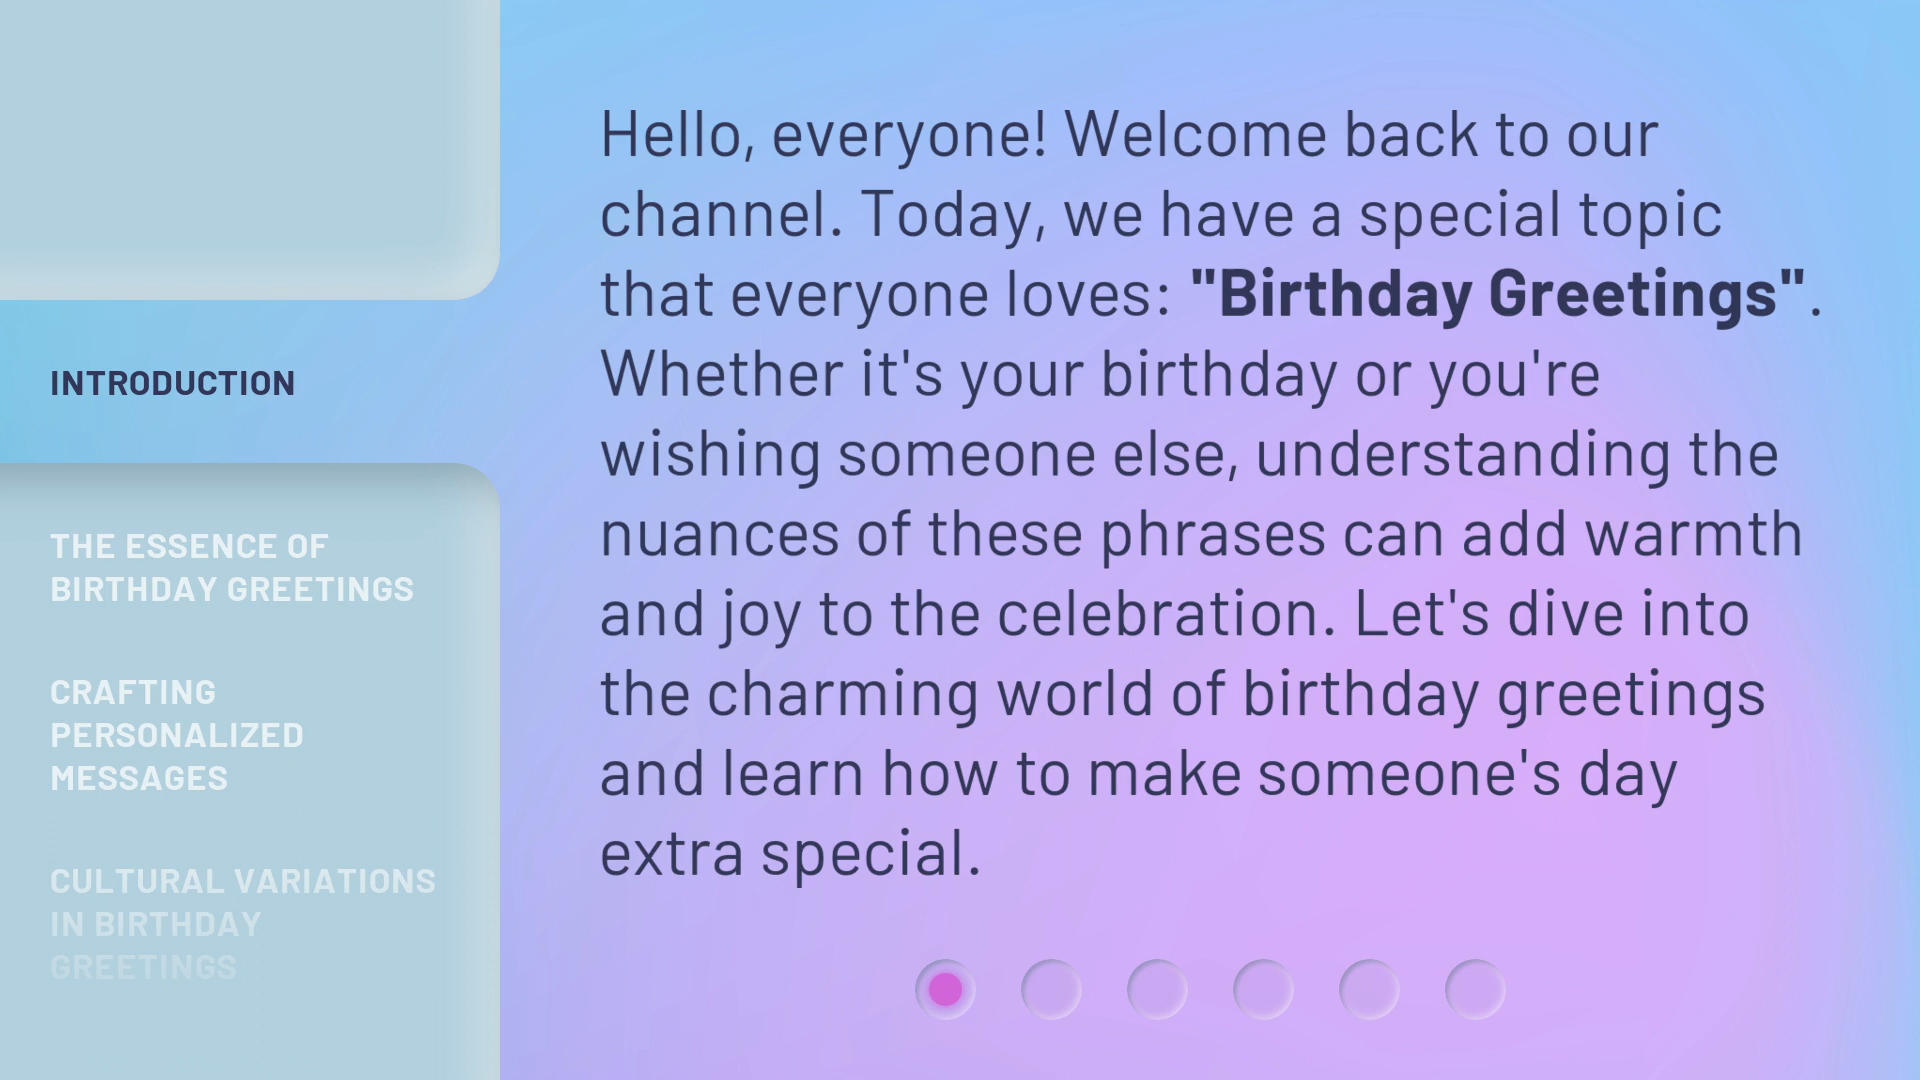 INTRODUCTION
THE ESSENCE OF
BIRTHDAY GREETINGS
CRAFTING
PERSONALIZED
MESSAGES
CULTURAL VARIATIONS
IN BIRTHDAY
GREETINGS
Hello, everyone! Welcome back to our
channel. Today, we have a special topic
that everyone loves: "Birthday Greetings".
Whether it's your birthday or you're
wishing someone else, understanding the
nuances of these phrases can add warmth
and joy to the celebration. Let's dive into
the charming world of birthday greetings
and learn how to make someone's day
extra special.